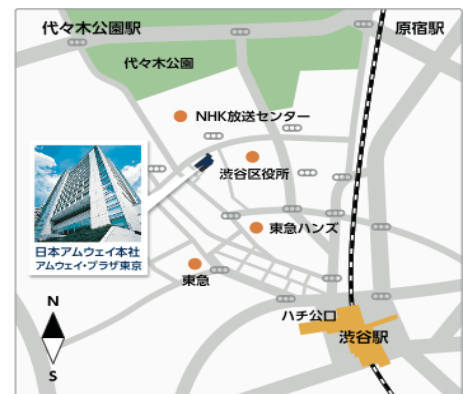 代々木公園駅
原宿駅
代々木公園
NHK放送センター
渋谷区役所
日本アムウェイ本社
アムウェイ・プラザ東京
東急ハンズ
東急
N
S
ハチ公口
渋谷駅